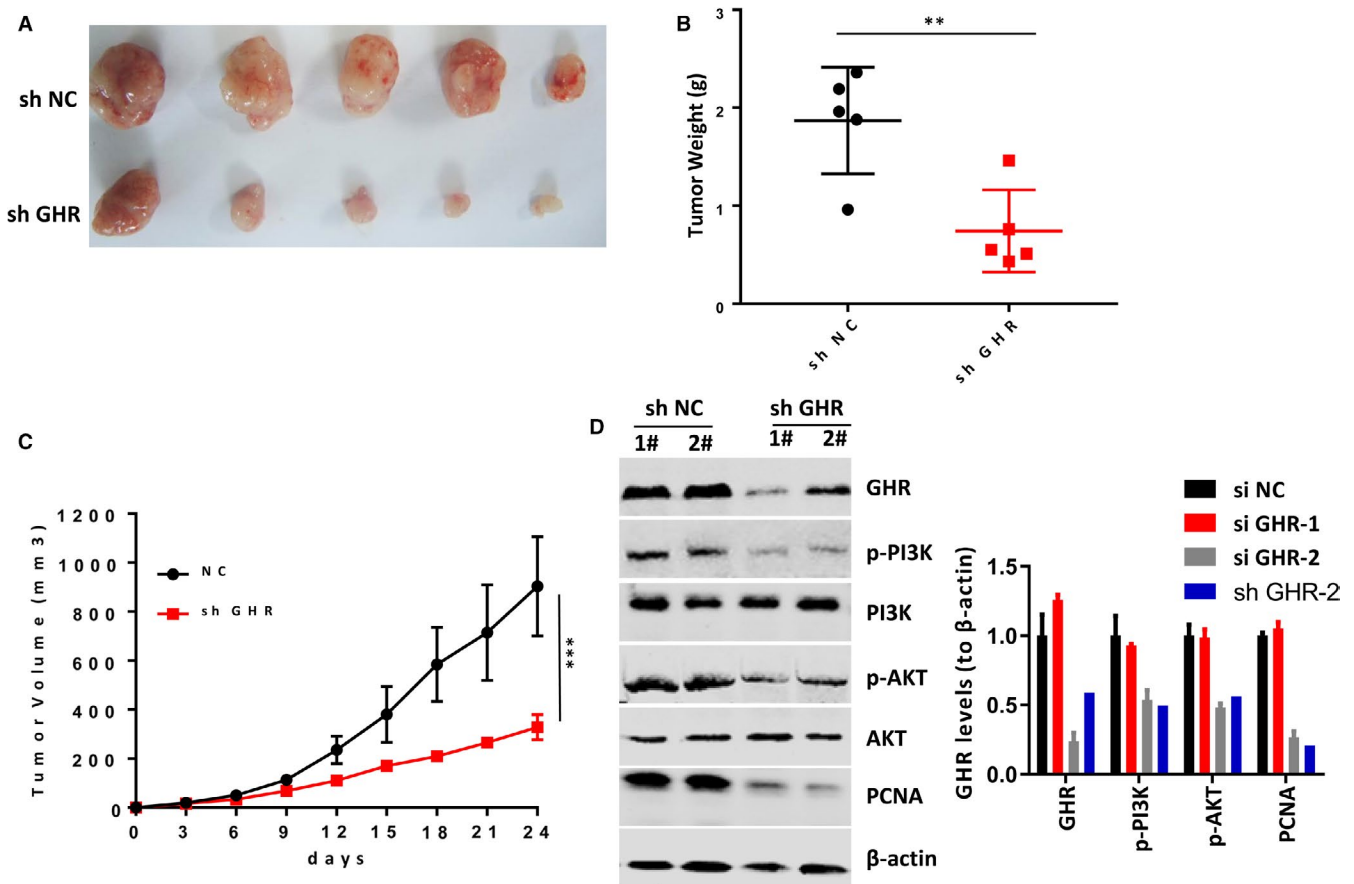 A
sh NC
sh GHR
B
**
Tumor Weight (g)
3
2
1
0
sh NC
sh GHR
C
Tumor Volume (mm3)
1200
1000
800
600
400
200
0
NC
sh GHR
***
0 3 6 9 12 15 18 21 24
days
D
sh NC sh GHR
1# 2# 1# 2#
GHR
p-PI3K
PI3K
p-AKT
AKT
PCNA
β-actin
si NC
si GHR-1
si GHR-2
sh GHR-2
GHR levels (to β-actin)
1.5
1.0
0.5
0.0
GHR
p-PI3K
p-AKT
PCNA